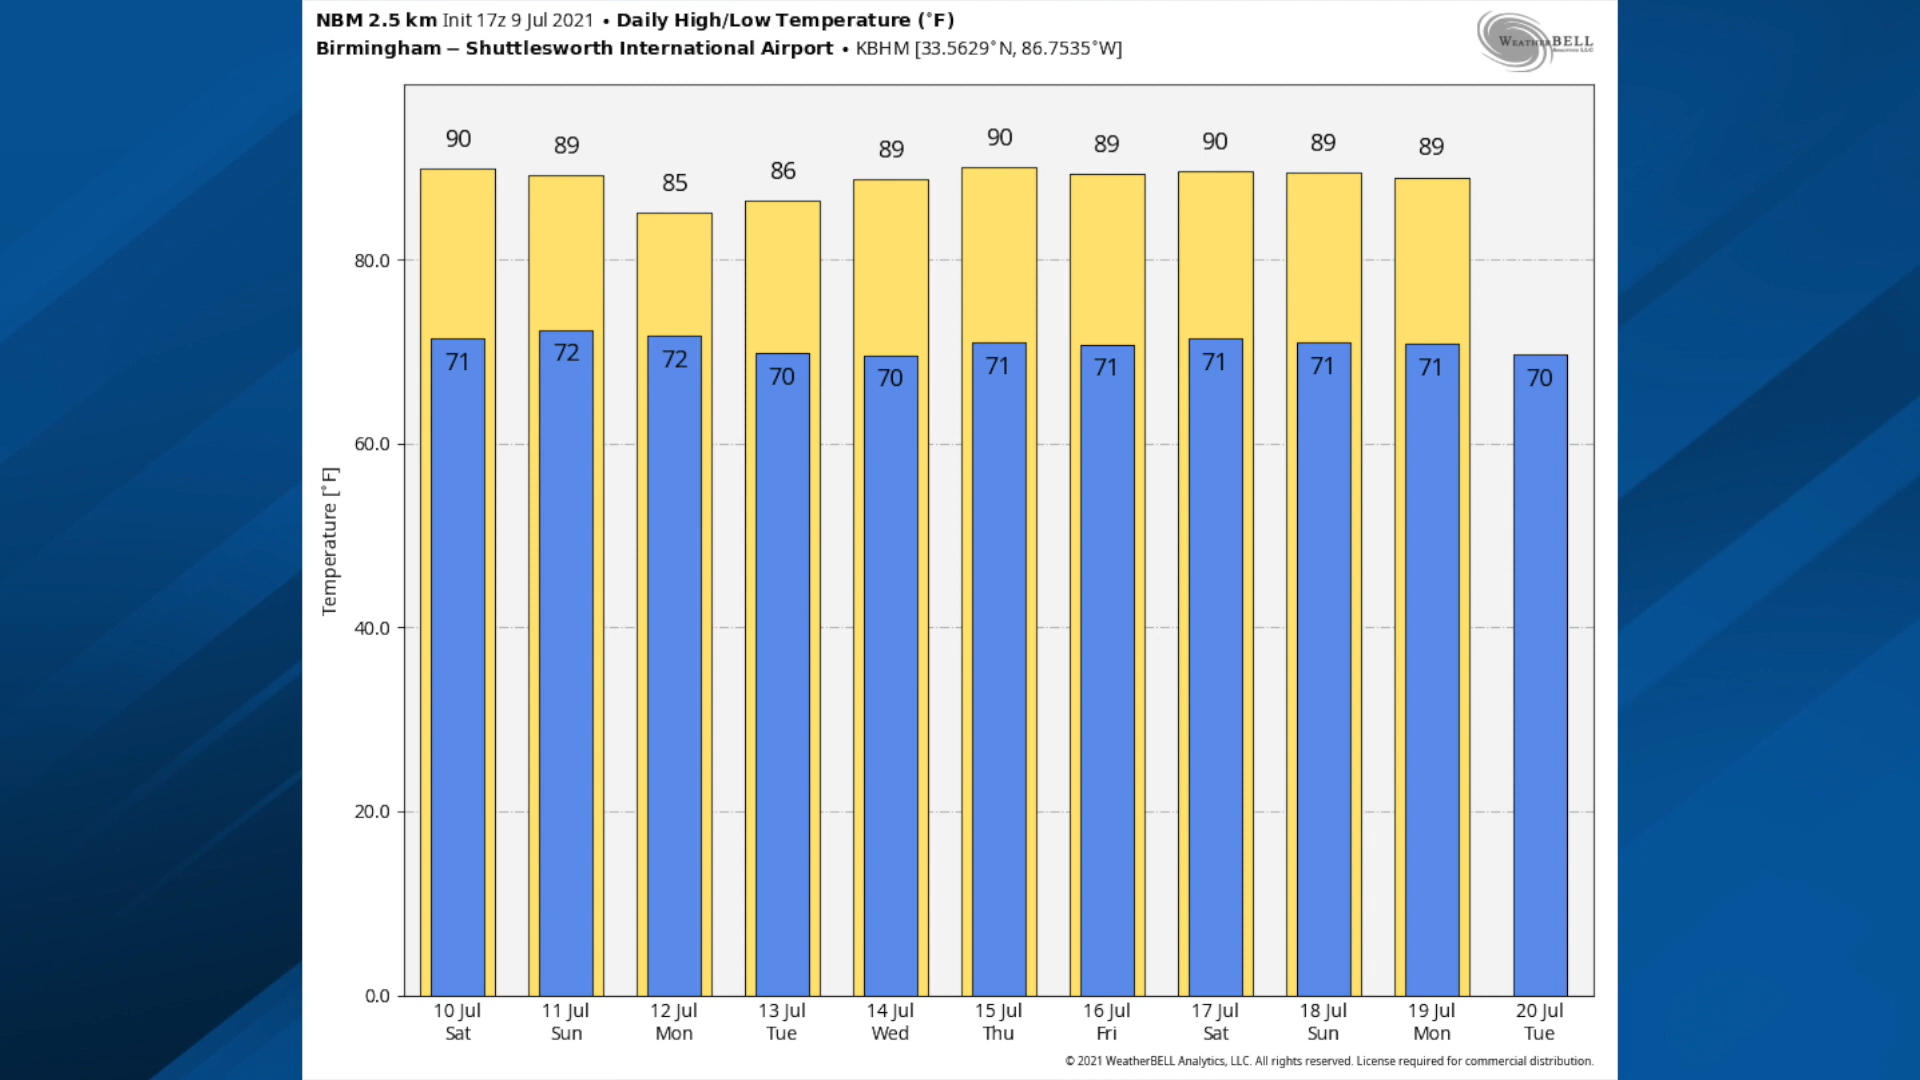 NBM 2.5 km Init 17z 9 Jul 2021 • Daily High/Low Temperature (°F)
Birmingham – Shuttlesworth International Airport • KBHM [33.5629°N, 86.7535°W]
WEATHERBELL
90 89 85 86 89 90 89 90 89 89
80.0
71 72 72 70 70 71 71 71 71 71 70
60.0
Temperature [°F]
40.0
20.0
0.0
10 Jul 11 Jul 12 Jul 13 Jul 14 Jul 15 Jul 16 Jul 17 Jul 18 Jul 19 Jul 20 Jul
Sat Sun Mon Tue Wed Thu Fri Sat Sun Mon Tue
© 2021 WeatherBELL Analytics, LLC. All rights reserved. License required for commercial distribution.